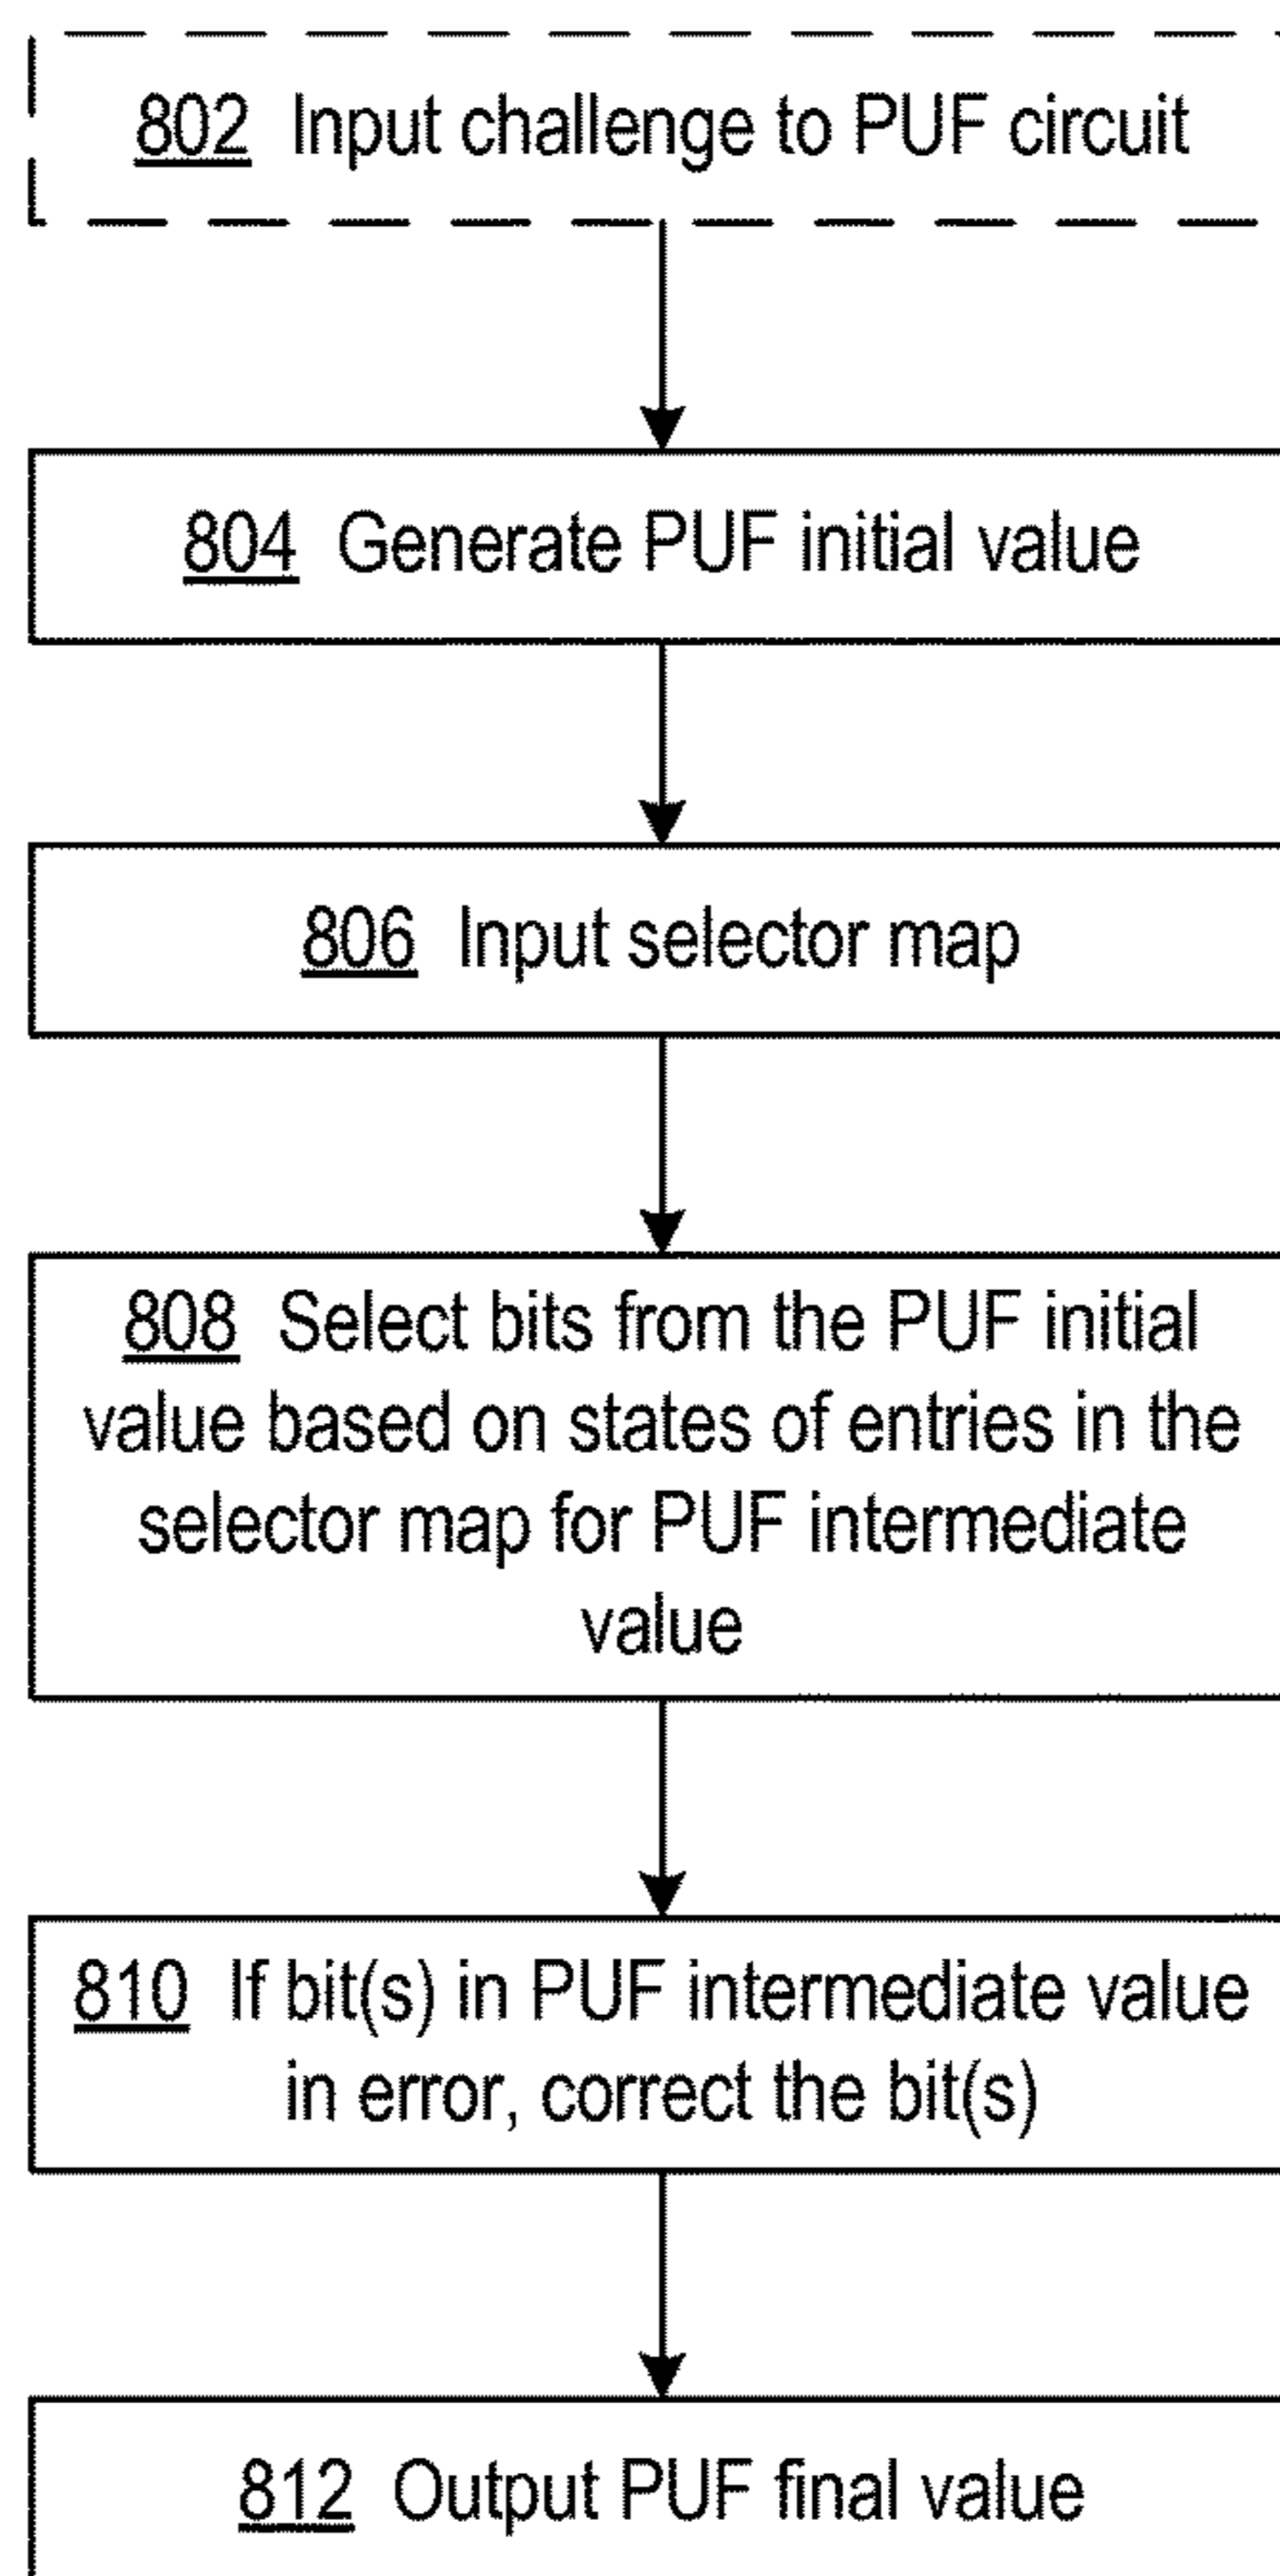 802 Input challenge to PUF circuit
804 Generate PUF initial value
806 Input selector map
808 Select bits from the PUF initial
value based on states of entries in the
selector map for PUF intermediate
value
810 If bit(s) in PUF intermediate value
in error, correct the bit(s)
812 Output PUF final value